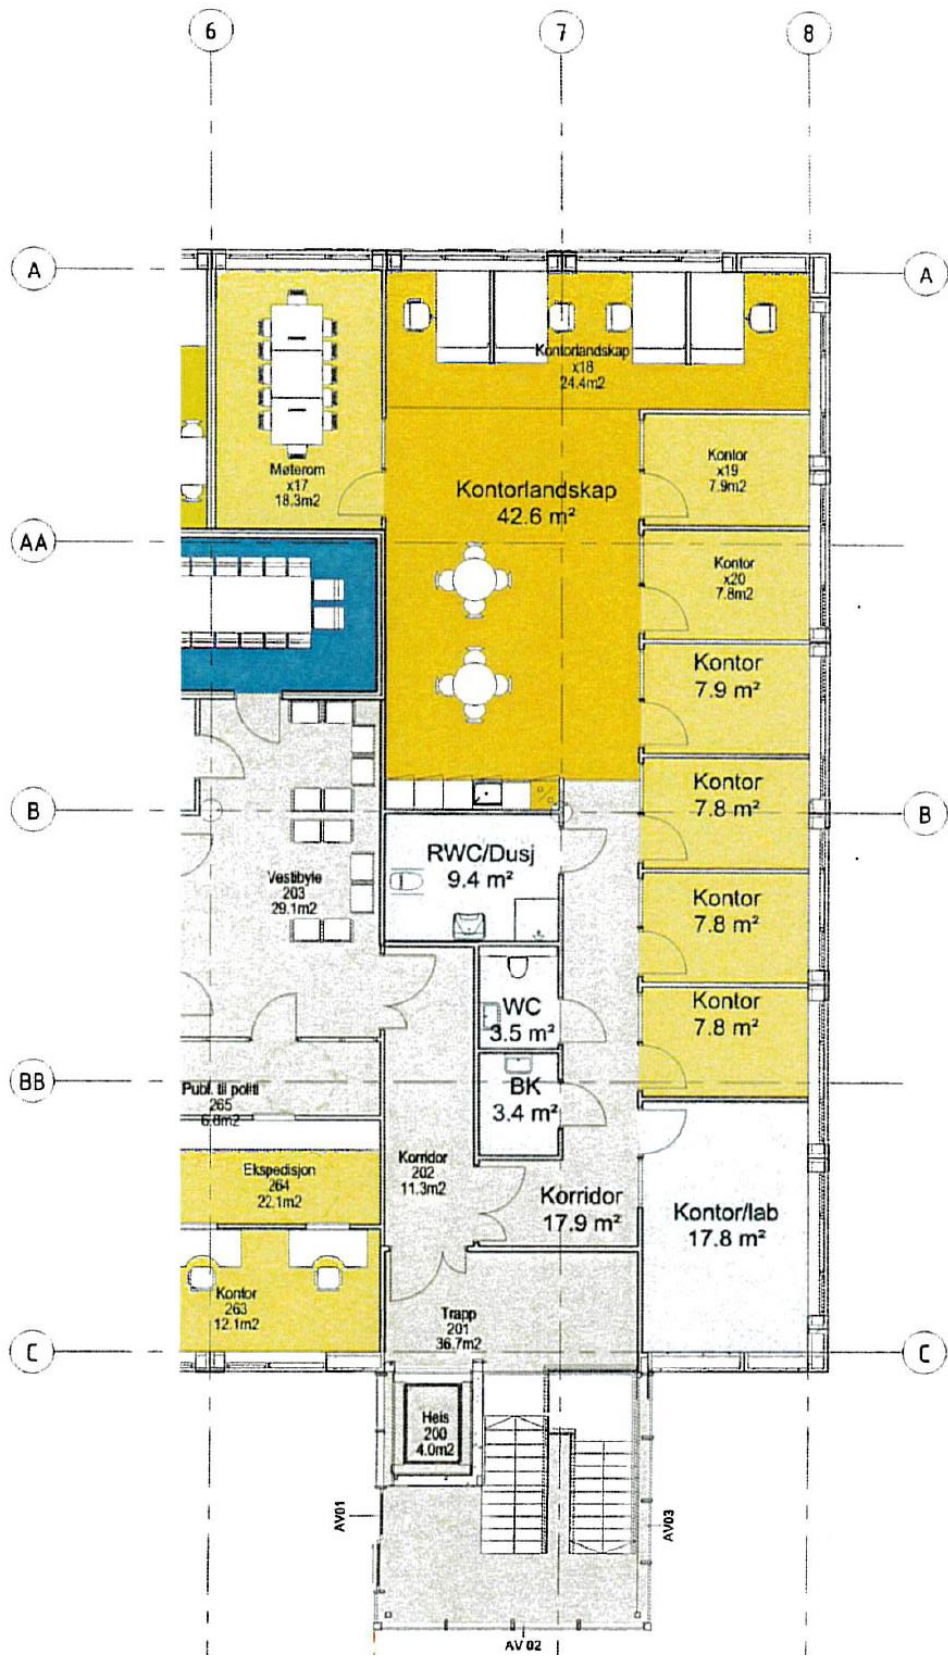 6
7
8
A
A
Kontorlandskap
x18
24.4m2
Møterom
x17
18.3m2
Kontor
x19
7.9m2
Kontorlandskap
42.6 m²
AA
Kontor
x20
7.8m2
Kontor
7.9 m²
Kontor
7.8 m²
B
B
RWC/Dusj
9.4 m²
Vestibyle
203
29.1m2
Kontor
7.8 m²
WC
3.5 m²
Kontor
7.8 m²
BB
Publ. til politi
265
6.8m2
BK
3.4 m²
Korridor
202
11.3m2
Ekspedisjon
264
22.1m2
Korridor
17.9 m²
Kontor/lab
17.8 m²
Kontor
263
12.1m2
Trapp
201
36.7m2
C
C
Heis
200
4.0m2
AV01
AV03
AV 02